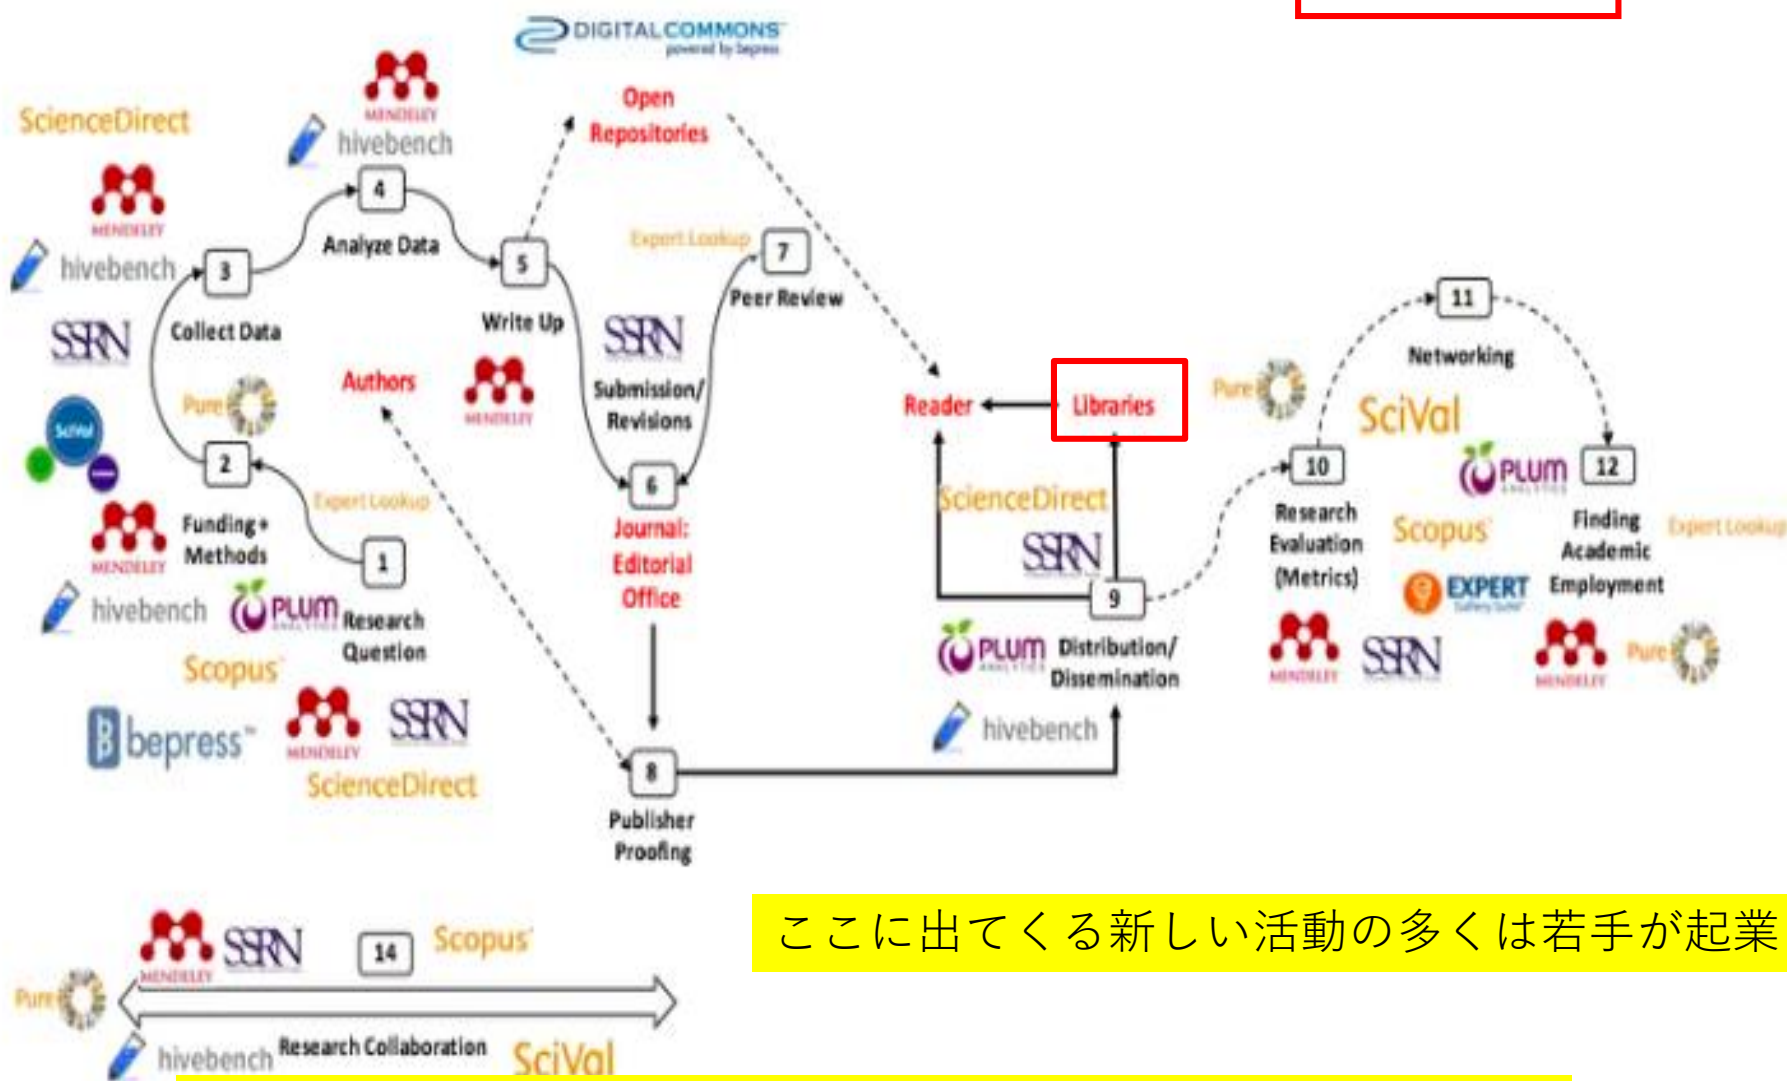 DIGITAL COMMONS
powered by bepress
Open
Repositories
MENDELEY
hivebench
ScienceDirect
MENDELEY
hivebench
4
Analyze Data
3
Collect Data
5
Write Up
Expert Lookup
7
Peer Review
SSRN
SSRN
Submission/
Revisions
MENDELEY
Authors
Pure
SciVal
2
Funding+
Methods
Expert Lookup
MENDELEY
hivebench
1
Research
Question
PLUM
ANALYTICS
Scopus
bepress™
MENDELEY
SSRN
ScienceDirect
6
Journal:
Editorial
Office
8
Publisher
Proofing
Reader
Libraries
ScienceDirect
SSRN
9
Distribution/
Dissemination
PLUM
ANALYTICS
hivebench
Pure
SciVal
11
Networking
10
Research
Evaluation
(Metrics)
PLUM
ANALYTICS
12
Finding
Academic
Employment
Scopus
Expert Lookup
EXPERT
MENDELEY
SSRN
MENDELEY
Pure
ここに出てくる新しい活動の多くは若手が起業
MENDELEY
SSRN
14
Scopus
Pure
hivebench
Research Collaboration
SciVal